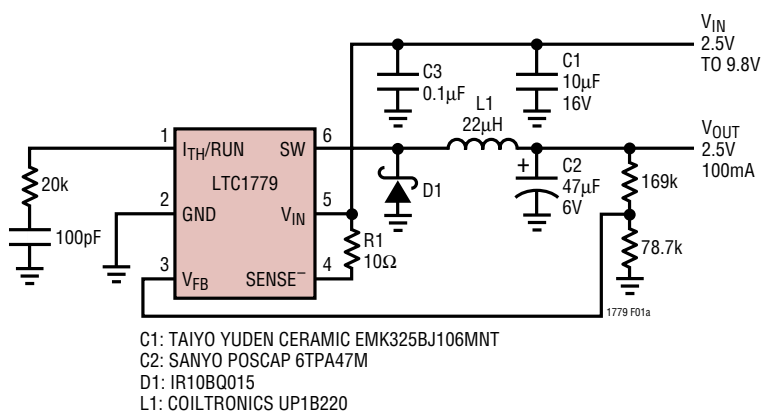 V_IN
2.5V
TO 9.8V
C3
0.1µF
C1
10µF
16V
L1
22µH
V_OUT
2.5V
100mA
1
I_TH/RUN
SW
6
20k
LTC1779
D1
+
C2
47µF
6V
169k
2
GND
V_IN
5
100pF
R1
10Ω
78.7k
3
V_FB
SENSE⁻
4
1779 F01a
C1: TAIYO YUDEN CERAMIC EMK325BJ106MNT
C2: SANYO POSCAP 6TPA47M
D1: IR10BQ015
L1: COILTRONICS UP1B220